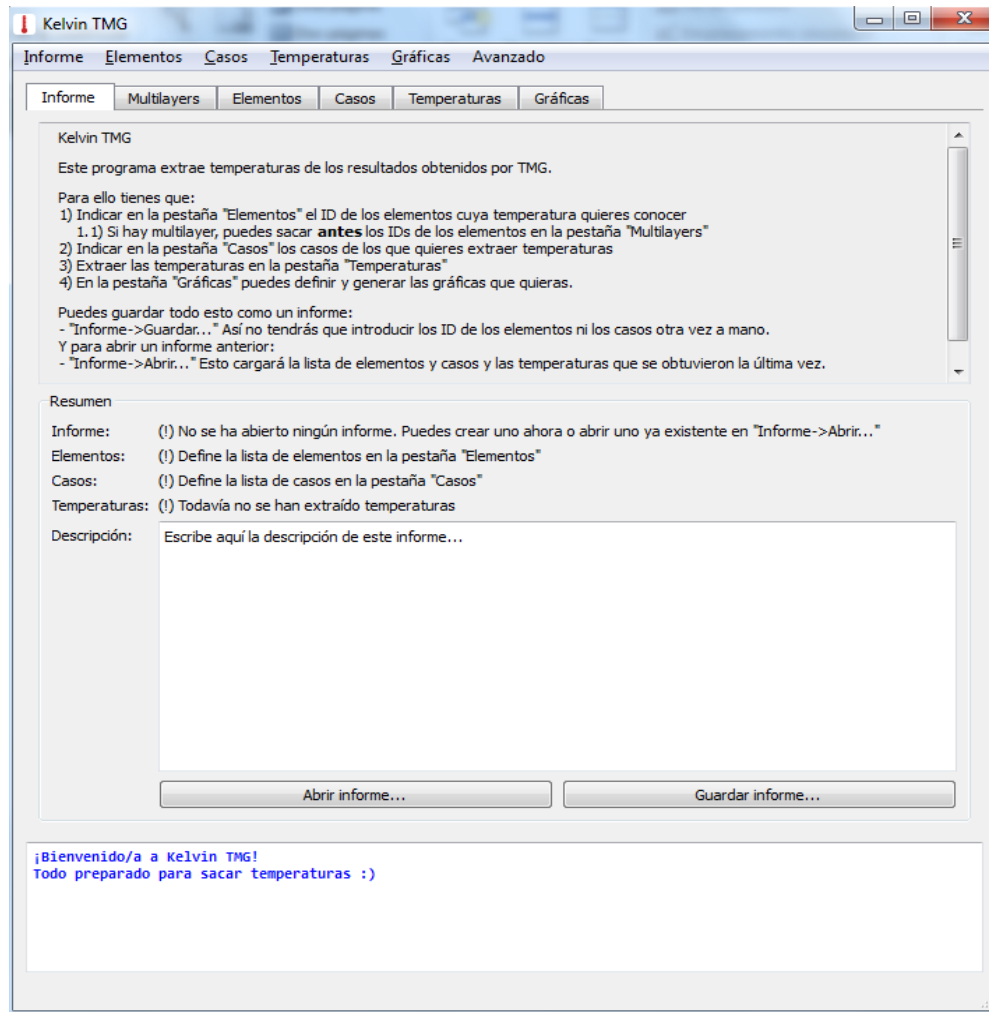 Kelvin TMG
Informe Elementos Casos Temperaturas Gráficas Avanzado
Informe Multilayers Elementos Casos Temperaturas Gráficas
Kelvin TMG
Este programa extrae temperaturas de los resultados obtenidos por TMG.
Para ello tienes que:
1) Indicar en la pestaña "Elementos" el ID de los elementos cuya temperatura quieres conocer
1.1) Si hay multilayer, puedes sacar antes los IDs de los elementos en la pestaña "Multilayers"
2) Indicar en la pestaña "Casos" los casos de los que quieres extraer temperaturas
3) Extraer las temperaturas en la pestaña "Temperaturas"
4) En la pestaña "Gráficas" puedes definir y generar las gráficas que quieras.
Puedes guardar todo esto como un informe:
- "Informe->Guardar..." Así no tendrás que introducir los ID de los elementos ni los casos otra vez a mano.
Y para abrir un informe anterior:
- "Informe->Abrir..." Esto cargará la lista de elementos y casos y las temperaturas que se obtuvieron la última vez.
Resumen
Informe: (!) No se ha abierto ningún informe. Puedes crear uno ahora o abrir uno ya existente en "Informe->Abrir..."
Elementos: (!) Define la lista de elementos en la pestaña "Elementos"
Casos: (!) Define la lista de casos en la pestaña "Casos"
Temperaturas: (!) Todavía no se han extraído temperaturas
Descripción: Escribe aquí la descripción de este informe...
Abrir informe... Guardar informe...
¡Bienvenido/a a Kelvin TMG!
Todo preparado para sacar temperaturas :)